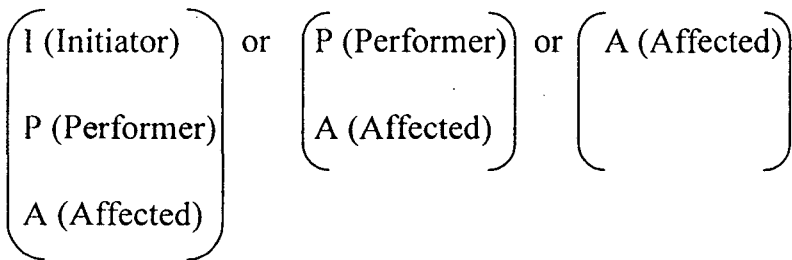 I (Initiator) or P (Performer) or A (Affected)
P (Performer) A (Affected)
A (Affected)